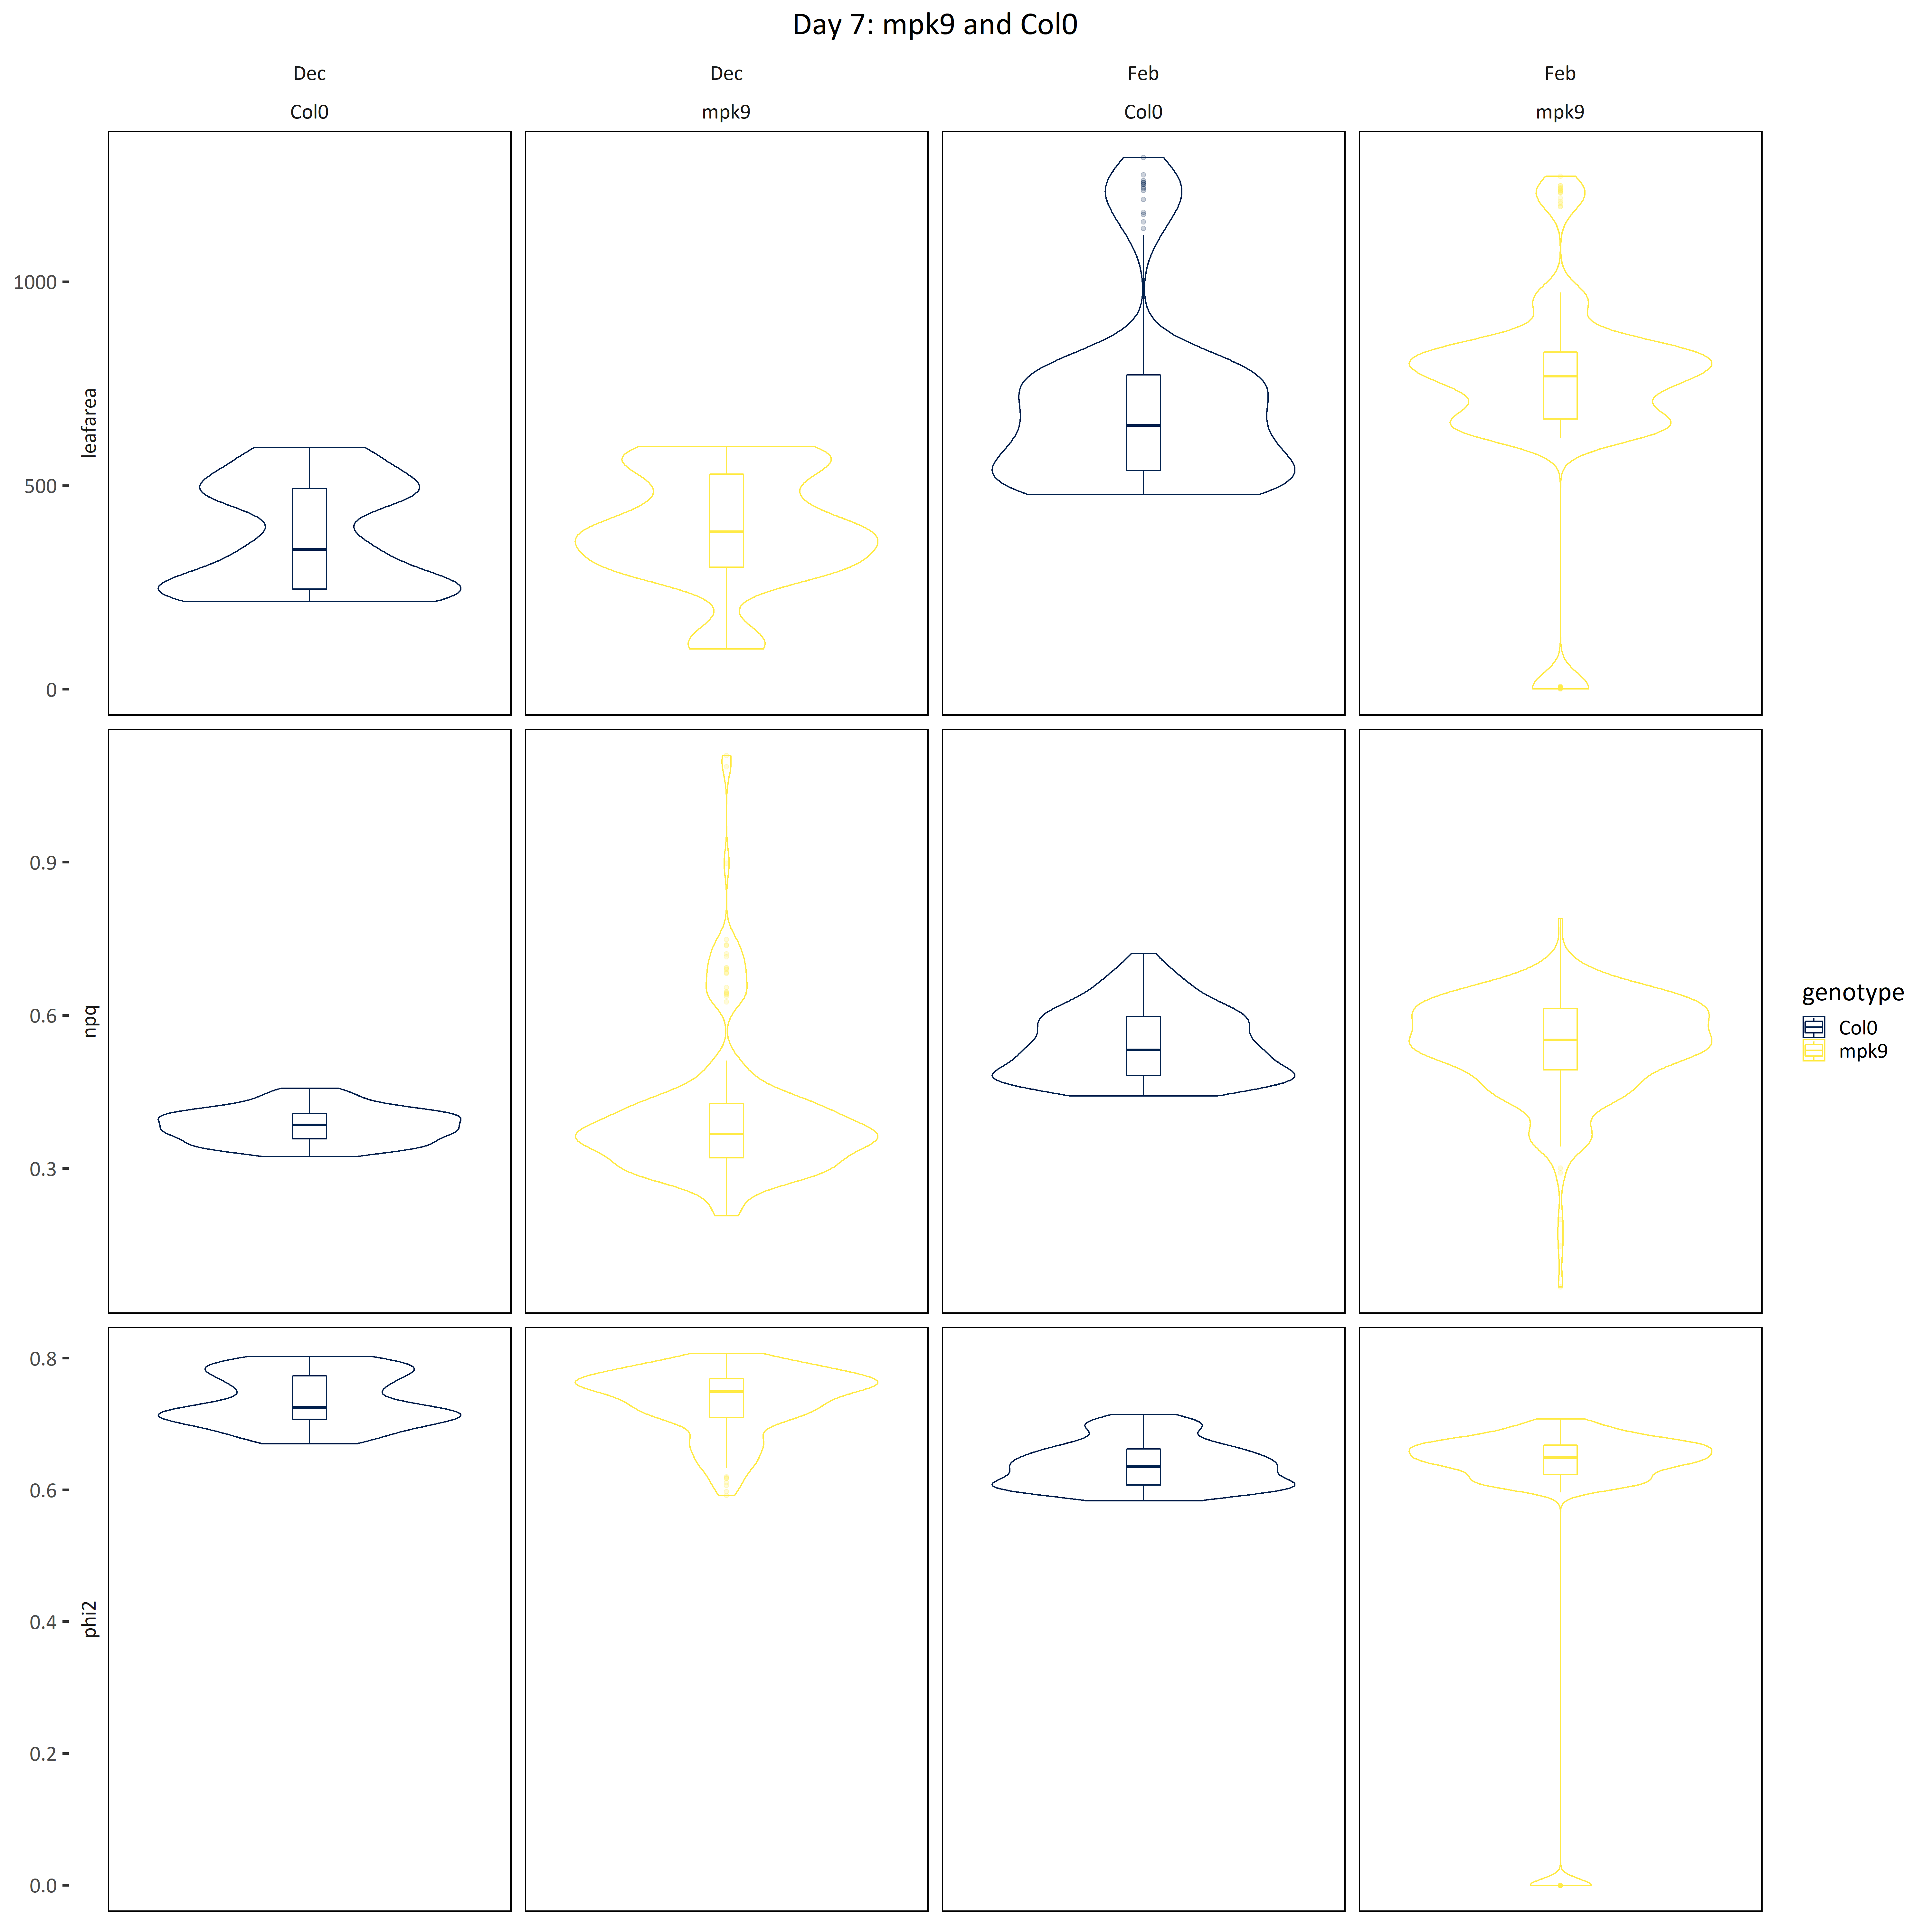 Day 7: mpk9 and Col0
Dec Dec Feb Feb
Col0 mpk9 Col0 mpk9
leafarea
1000
500
0
npq
0.9
0.6
0.3
phi2
0.8
0.6
0.4
0.2
0.0
genotype
Col0
mpk9